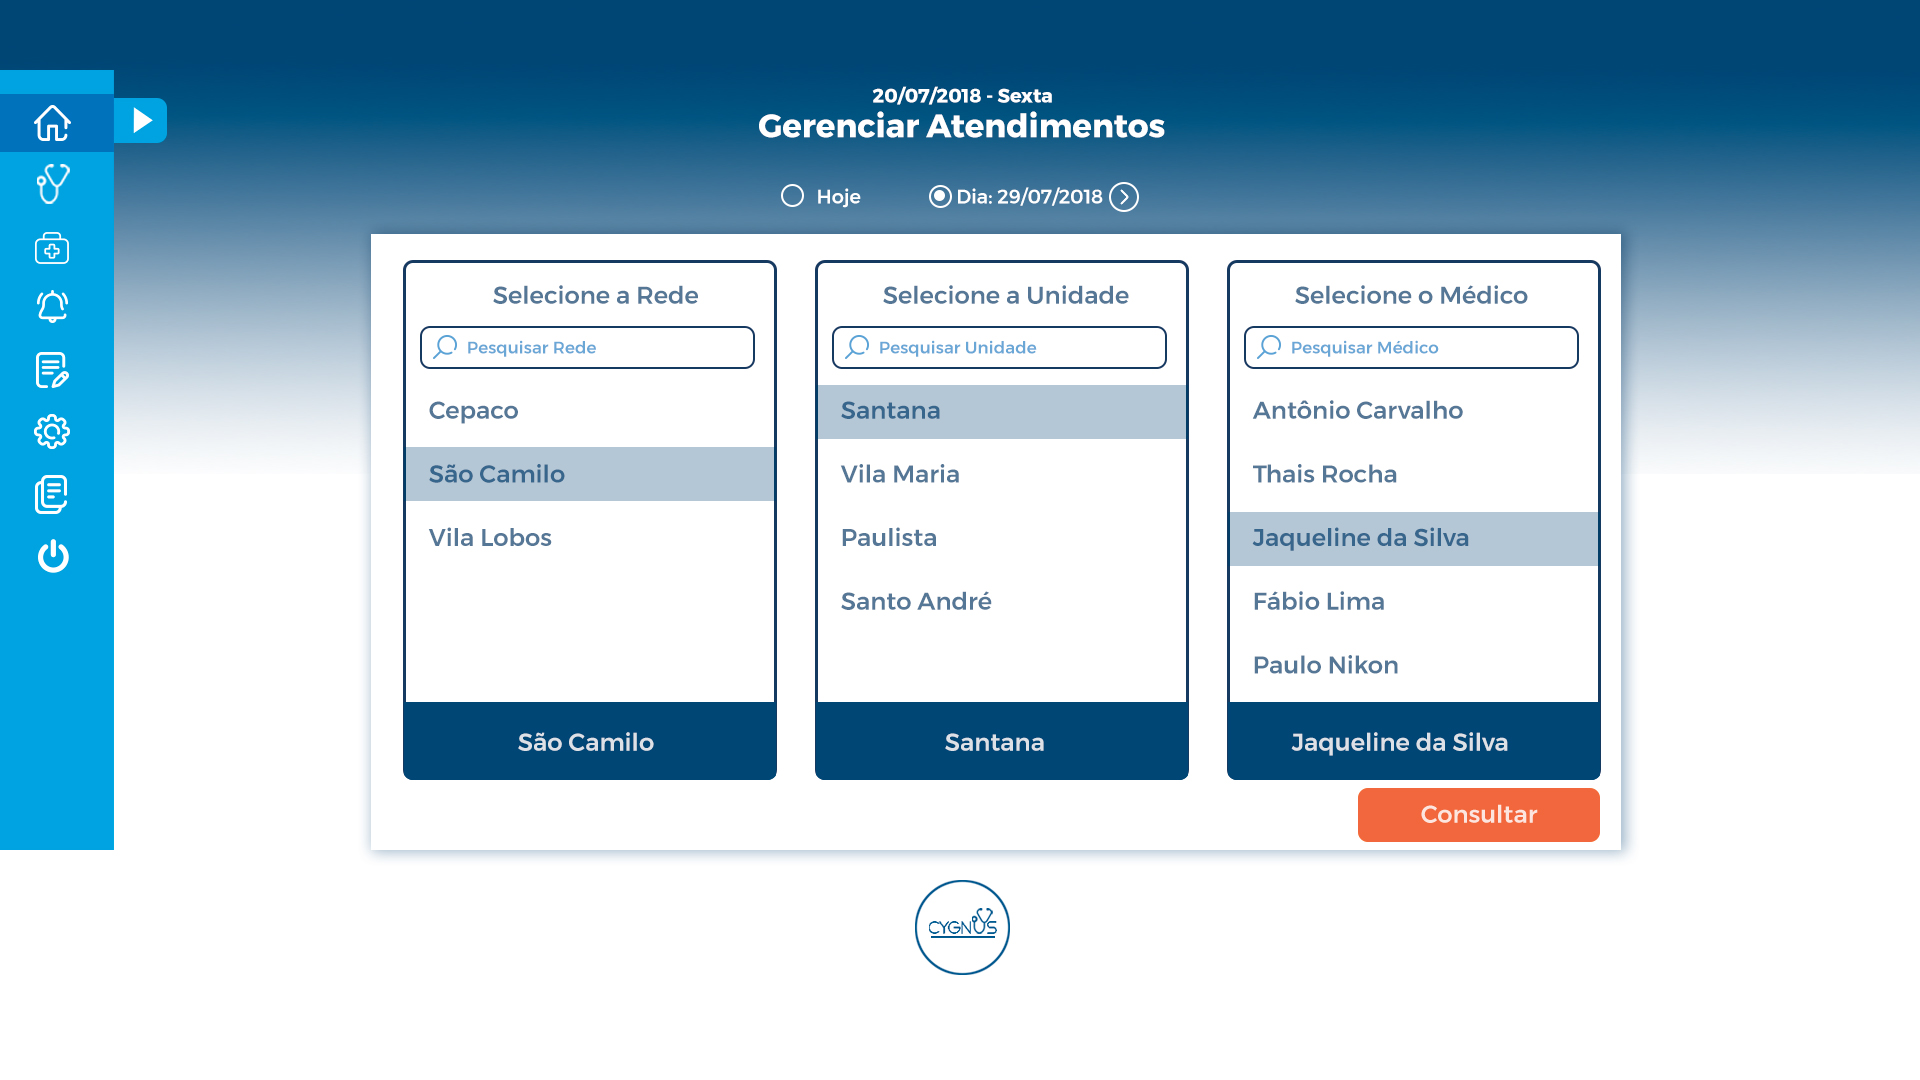 20/07/2018 - Sexta
Gerenciar Atendimentos
Hoje
Dia: 29/07/2018
Selecione a Rede
Pesquisar Rede
Cepaco
São Camilo
Vila Lobos
São Camilo
Selecione a Unidade
Pesquisar Unidade
Santana
Vila Maria
Paulista
Santo André
Santana
Selecione o Médico
Pesquisar Médico
Antônio Carvalho
Thais Rocha
Jaqueline da Silva
Fábio Lima
Paulo Nikon
Jaqueline da Silva
Consultar
CYGNUS